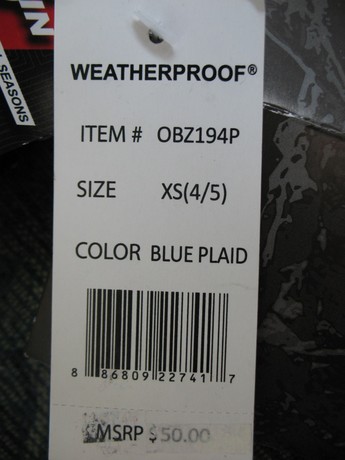 SEASONS
WEATHERPROOF®
ITEM # OBZ194P
SIZE XS(4/5)
COLOR BLUE PLAID
8 86809 22741 7
MSRP $50.00